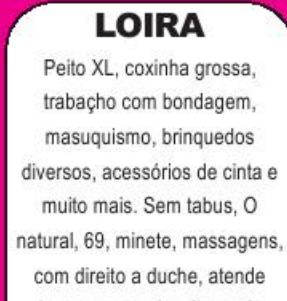 LOIRA
Peito XL, coxinha grossa,
trabaçho com bondagem,
masuquismo, brinquedos
diversos, acessórios de cinta e
muito mais. Sem tabus, O
natural, 69, minete, massagens,
com direito a duche, atende